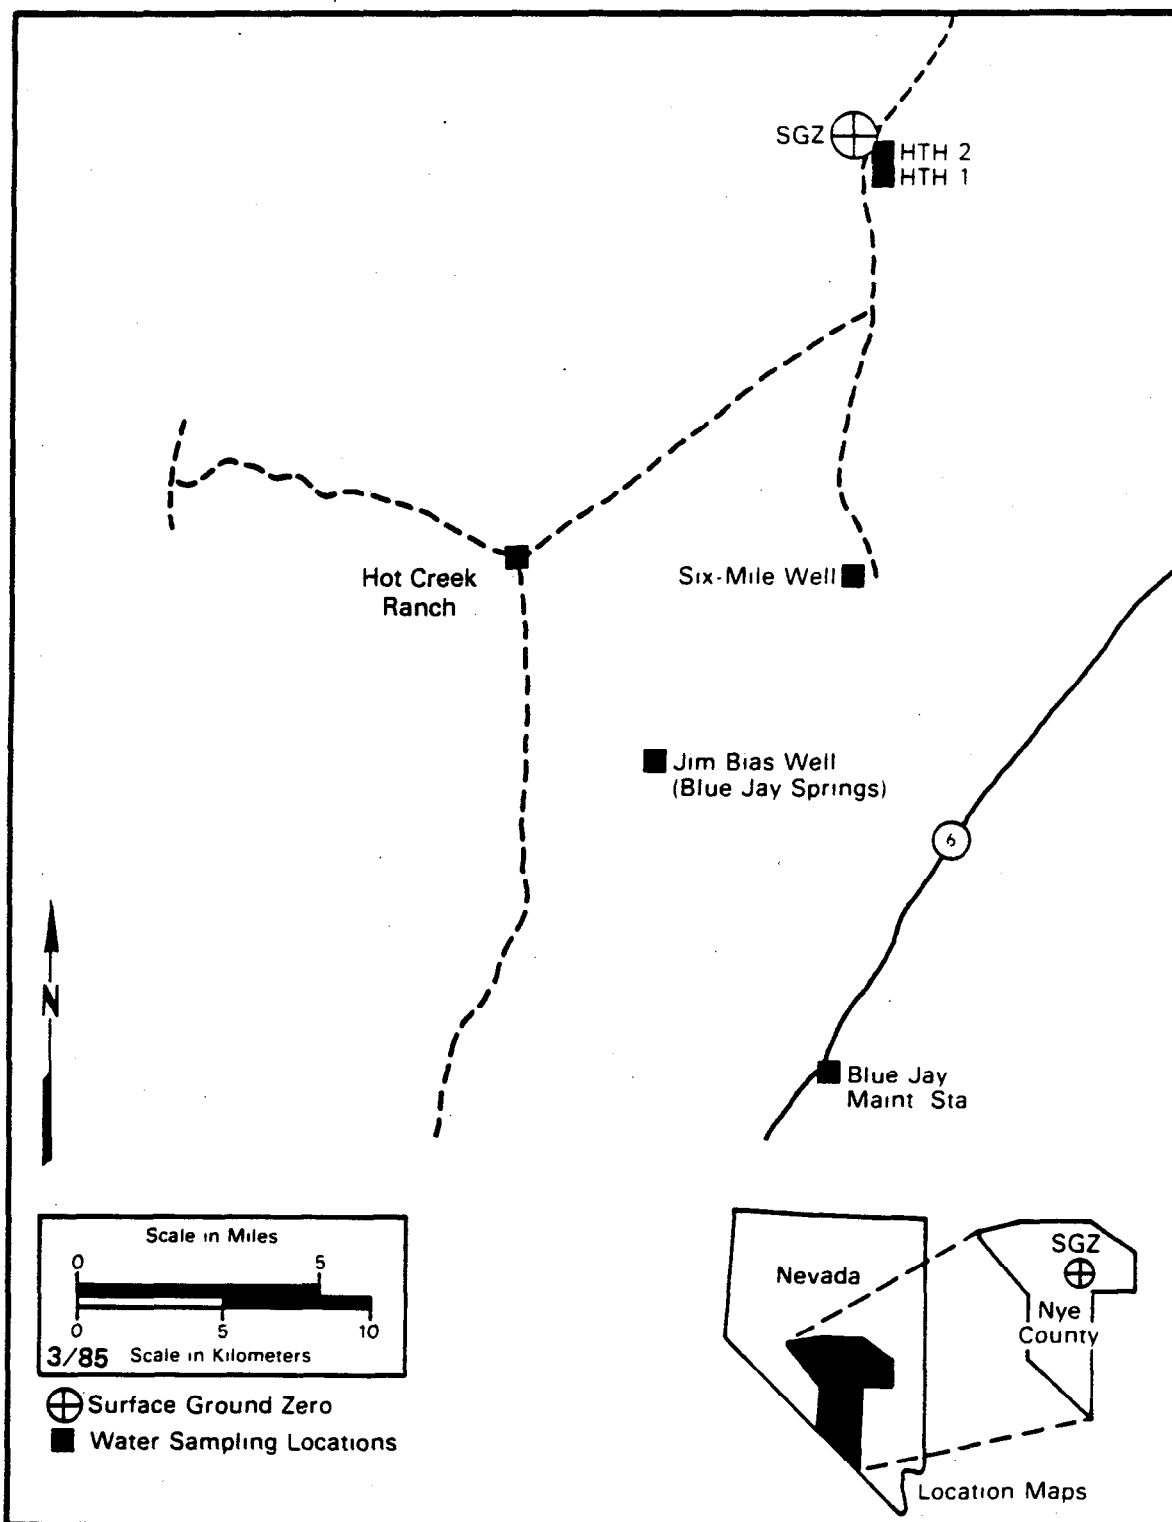 SGZ
HTH 2
HTH 1
Hot Creek
Ranch
Six-Mile Well
Jim Bias Well
(Blue Jay Springs)
6
N
Blue Jay
Maint Sta
Scale in Miles
0 5
0 5 10
3/85 Scale in Kilometers
Surface Ground Zero
Water Sampling Locations
Nevada
SGZ
Nye
County
Location Maps